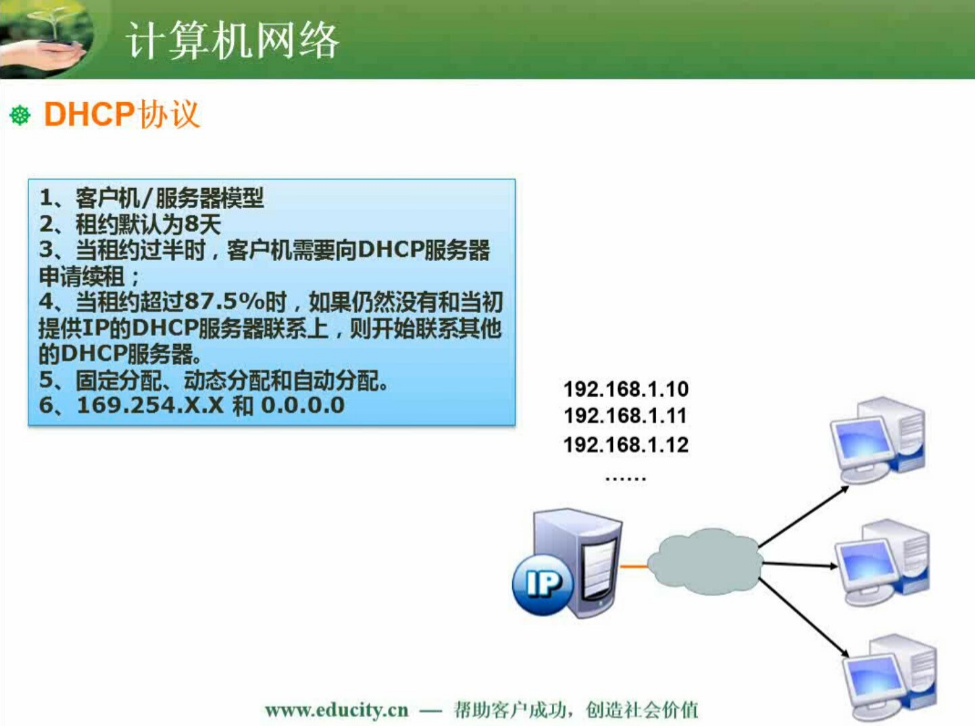 计算机网络
DHCP协议
1、客户机/服务器模型
2、租约默认为8天
3、当租约过半时，客户机需要向DHCP服务器
申请续租；
4、当租约超过87.5%时，如果仍然没有和当初
提供IP的DHCP服务器联系上，则开始联系其他
的DHCP服务器。
5、固定分配、动态分配和自动分配。
6、169.254.X.X 和 0.0.0.0
192.168.1.10
192.168.1.11
192.168.1.12
……
IP
www.educity.cn — 帮助客户成功，创造社会价值